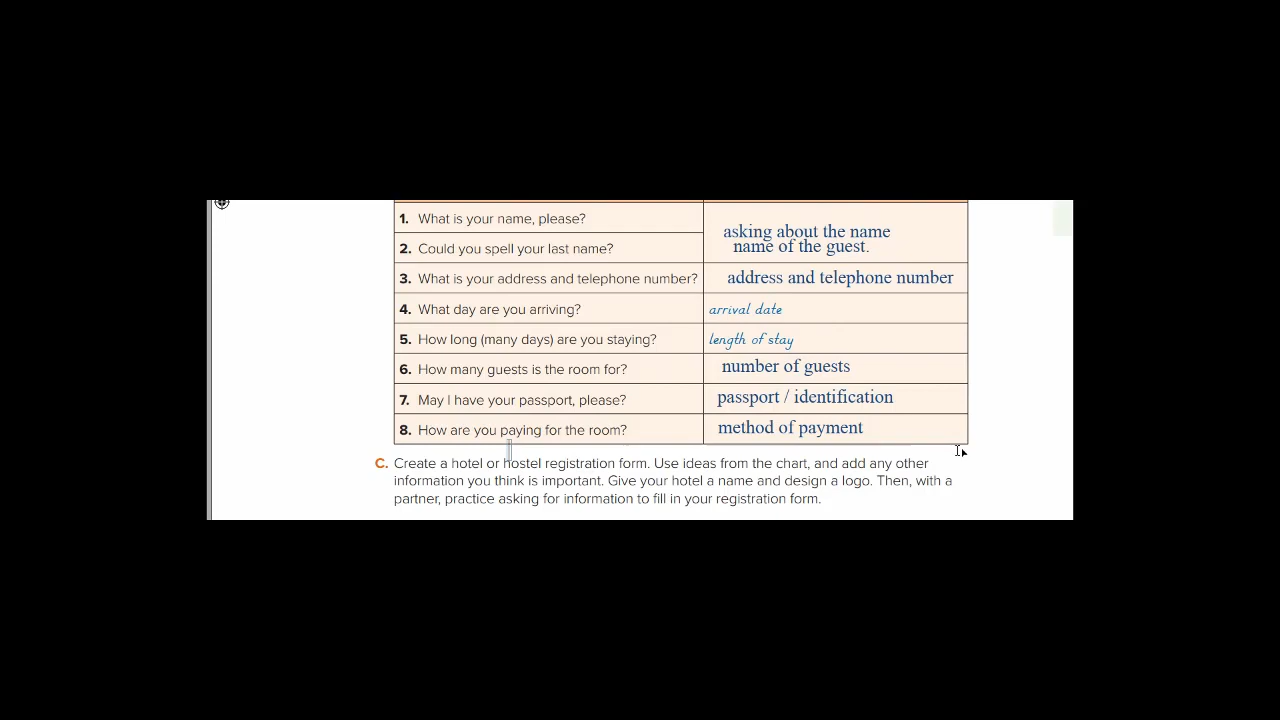 1. What is your name, please?
asking about the name
2. Could you spell your last name?
name of the guest.
3. What is your address and telephone number?
address and telephone number
4. What day are you arriving?
arrival date
5. How long (many days) are you staying?
length of stay
6. How many guests is the room for?
number of guests
7. May I have your passport, please?
passport / identification
8. How are you paying for the room?
method of payment
C. Create a hotel or hostel registration form. Use ideas from the chart, and add any other
information you think is important. Give your hotel a name and design a logo. Then, with a
partner, practice asking for information to fill in your registration form.